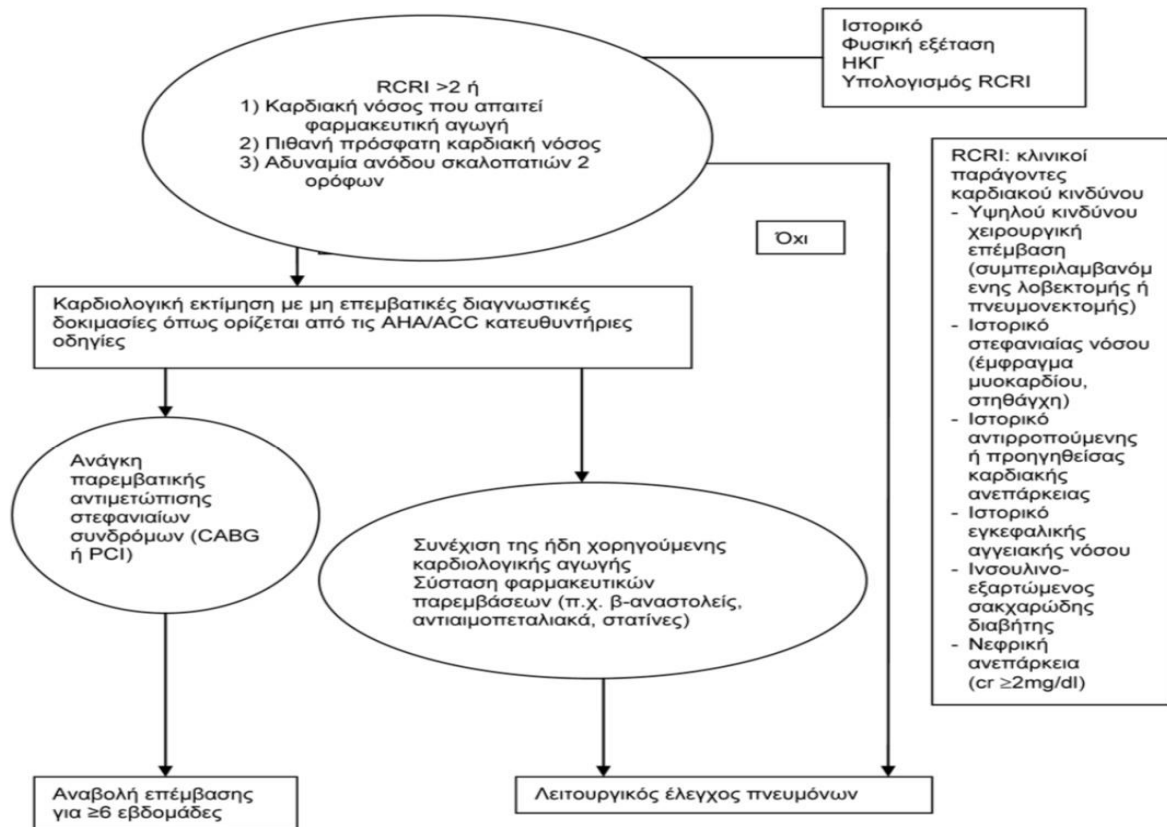 Ιστορικό
Φυσική εξέταση
ΗΚΓ
Υπολογισμός RCRI
RCRI >2 ή
1) Καρδιακή νόσος που απαιτεί
φαρμακευτική αγωγή
2) Πιθανή πρόσφατη καρδιακή νόσος
3) Αδυναμία ανόδου σκαλοπατιών 2
ορόφων
Όχι
Καρδιολογική εκτίμηση με μη επεμβατικές διαγνωστικές
δοκιμασίες όπως ορίζεται από τις AHA/ACC κατευθυντήριες
οδηγίες
Ανάγκη
παρεμβατικής
αντιμετώπισης
στεφανιαίων
συνδρόμων (CABG
ή PCI)
Συνέχιση της ήδη χορηγούμενης
καρδιολογικής αγωγής
Σύσταση φαρμακευτικών
παρεμβάσεων (π.χ. β-αναστολείς,
αντιαιμοπεταλιακά, στατίνες)
Αναβολή επέμβασης
για ≥6 εβδομάδες
Λειτουργικός έλεγχος πνευμόνων
RCRI: κλινικοί
παράγοντες
καρδιακού κινδύνου
- Υψηλού κινδύνου
χειρουργική
επέμβαση
(συμπεριλαμβανόμ
ενης λοβεκτομής ή
πνευμονεκτομής)
- Ιστορικό
στεφανιαίας νόσου
(έμφραγμα
μυοκαρδίου,
στηθάγχη)
- Ιστορικό
αντιρροπούμενης
ή προηγηθείσας
καρδιακής
ανεπάρκειας
- Ιστορικό
εγκεφαλικής
αγγειακής νόσου
- Ινσουλινο-
εξαρτώμενος
σακχαρώδης
διαβήτης
- Νεφρική
ανεπάρκεια
(cr ≥2mg/dl)